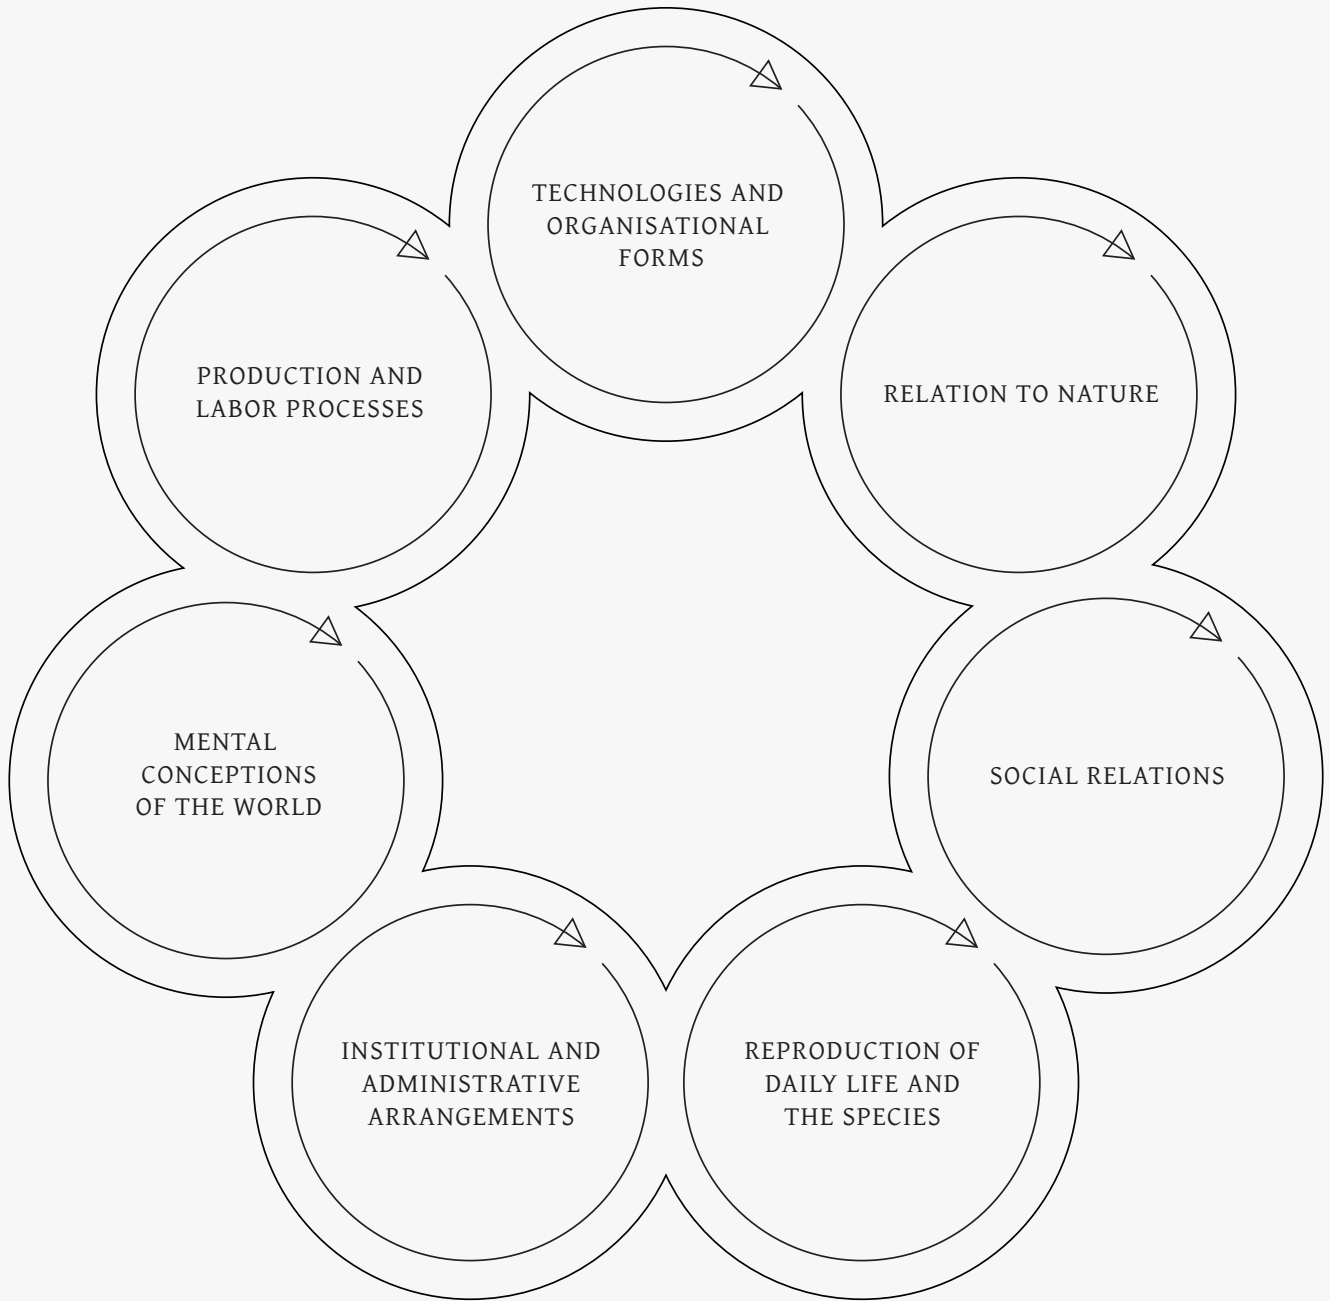 TECHNOLOGIES AND
ORGANISATIONAL
FORMS
PRODUCTION AND
LABOR PROCESSES
RELATION TO NATURE
MENTAL
CONCEPTIONS
OF THE WORLD
SOCIAL RELATIONS
INSTITUTIONAL AND
ADMINISTRATIVE
ARRANGEMENTS
REPRODUCTION OF
DAILY LIFE AND
THE SPECIES